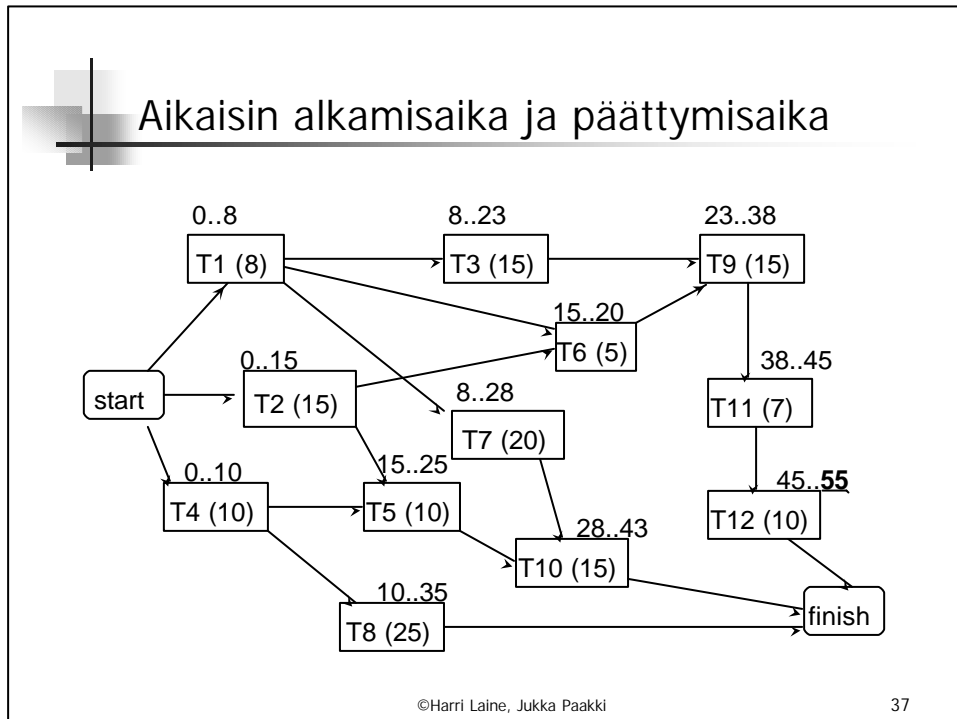 Aikaisin alkamisaika ja päättymisaika
0..8
8..23
23..38
T1 (8)
T3 (15)
T9 (15)
15..20
T6 (5)
0..15
38..45
start
T2 (15)
8..28
T11 (7)
T7 (20)
0..10
15..25
45..55
T4 (10)
T5 (10)
T12 (10)
28..43
T10 (15)
10..35
finish
T8 (25)
©Harri Laine, Jukka Paakki
37